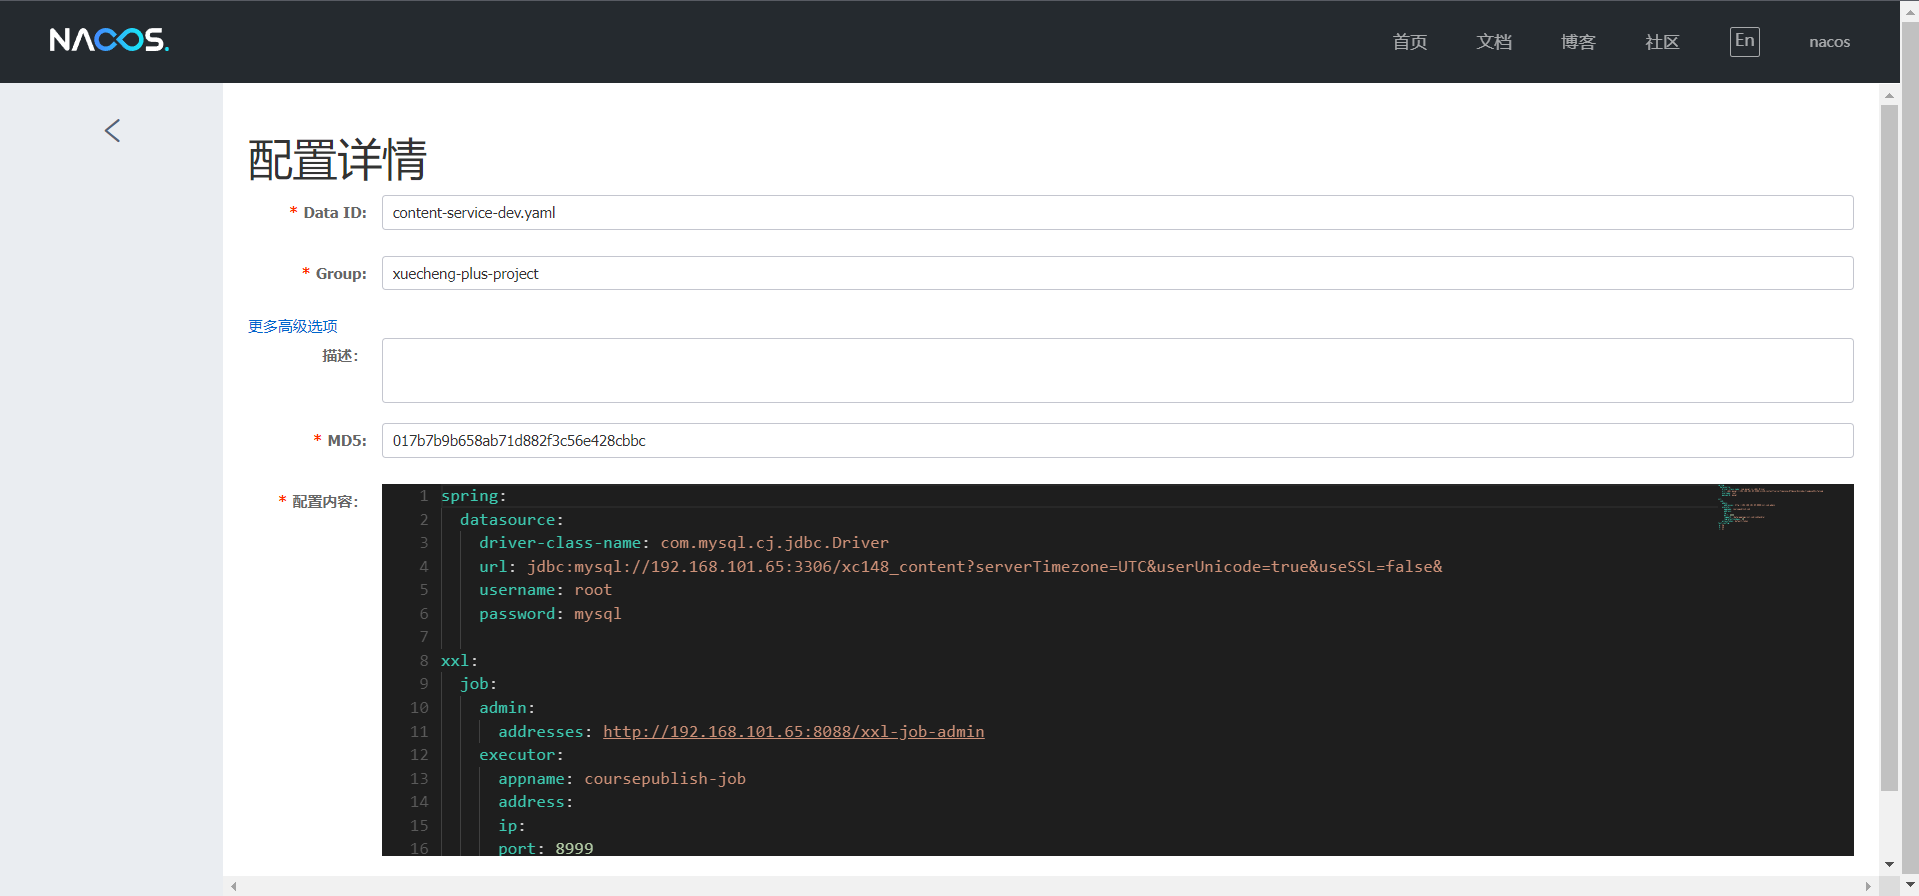 NACOS.
首页 文档 博客 社区 En nacos
配置详情
* Data ID: content-service-dev.yaml
* Group: xuecheng-plus-project
更多高级选项
描述:
* MD5: 017b7b9b658ab71d882f3c56e428cbbc
* 配置内容:
1 spring:
2 datasource:
3 driver-class-name: com.mysql.cj.jdbc.Driver
4 url: jdbc:mysql://192.168.101.65:3306/xc148_content?serverTimezone=UTC&userUnicode=true&useSSL=false&
5 username: root
6 password: mysql
7
8 xxl:
9 job:
10 admin:
11 addresses: http://192.168.101.65:8088/xxl-job-admin
12 executor:
13 appname: coursepublish-job
14 address:
15 ip:
16 port: 8999